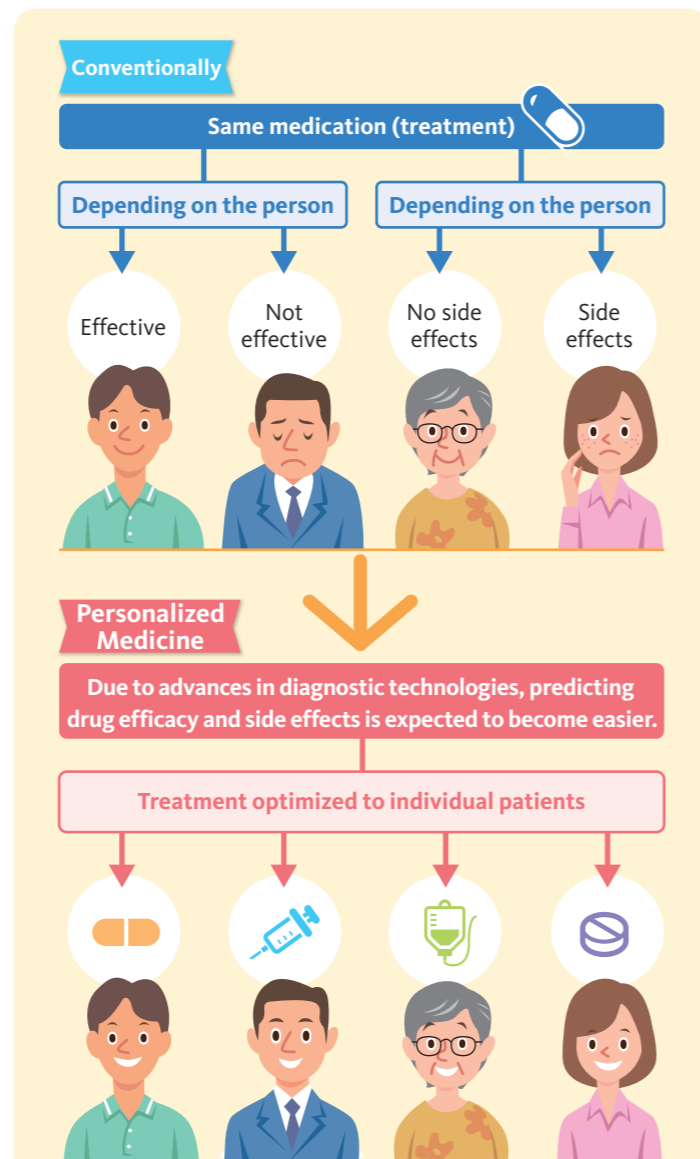 Conventionally
Same medication (treatment)
Depending on the person
Depending on the person
Effective
Not
effective
No side
effects
Side
effects
Personalized
Medicine
Due to advances in diagnostic technologies, predicting
drug efficacy and side effects is expected to become easier.
Treatment optimized to individual patients